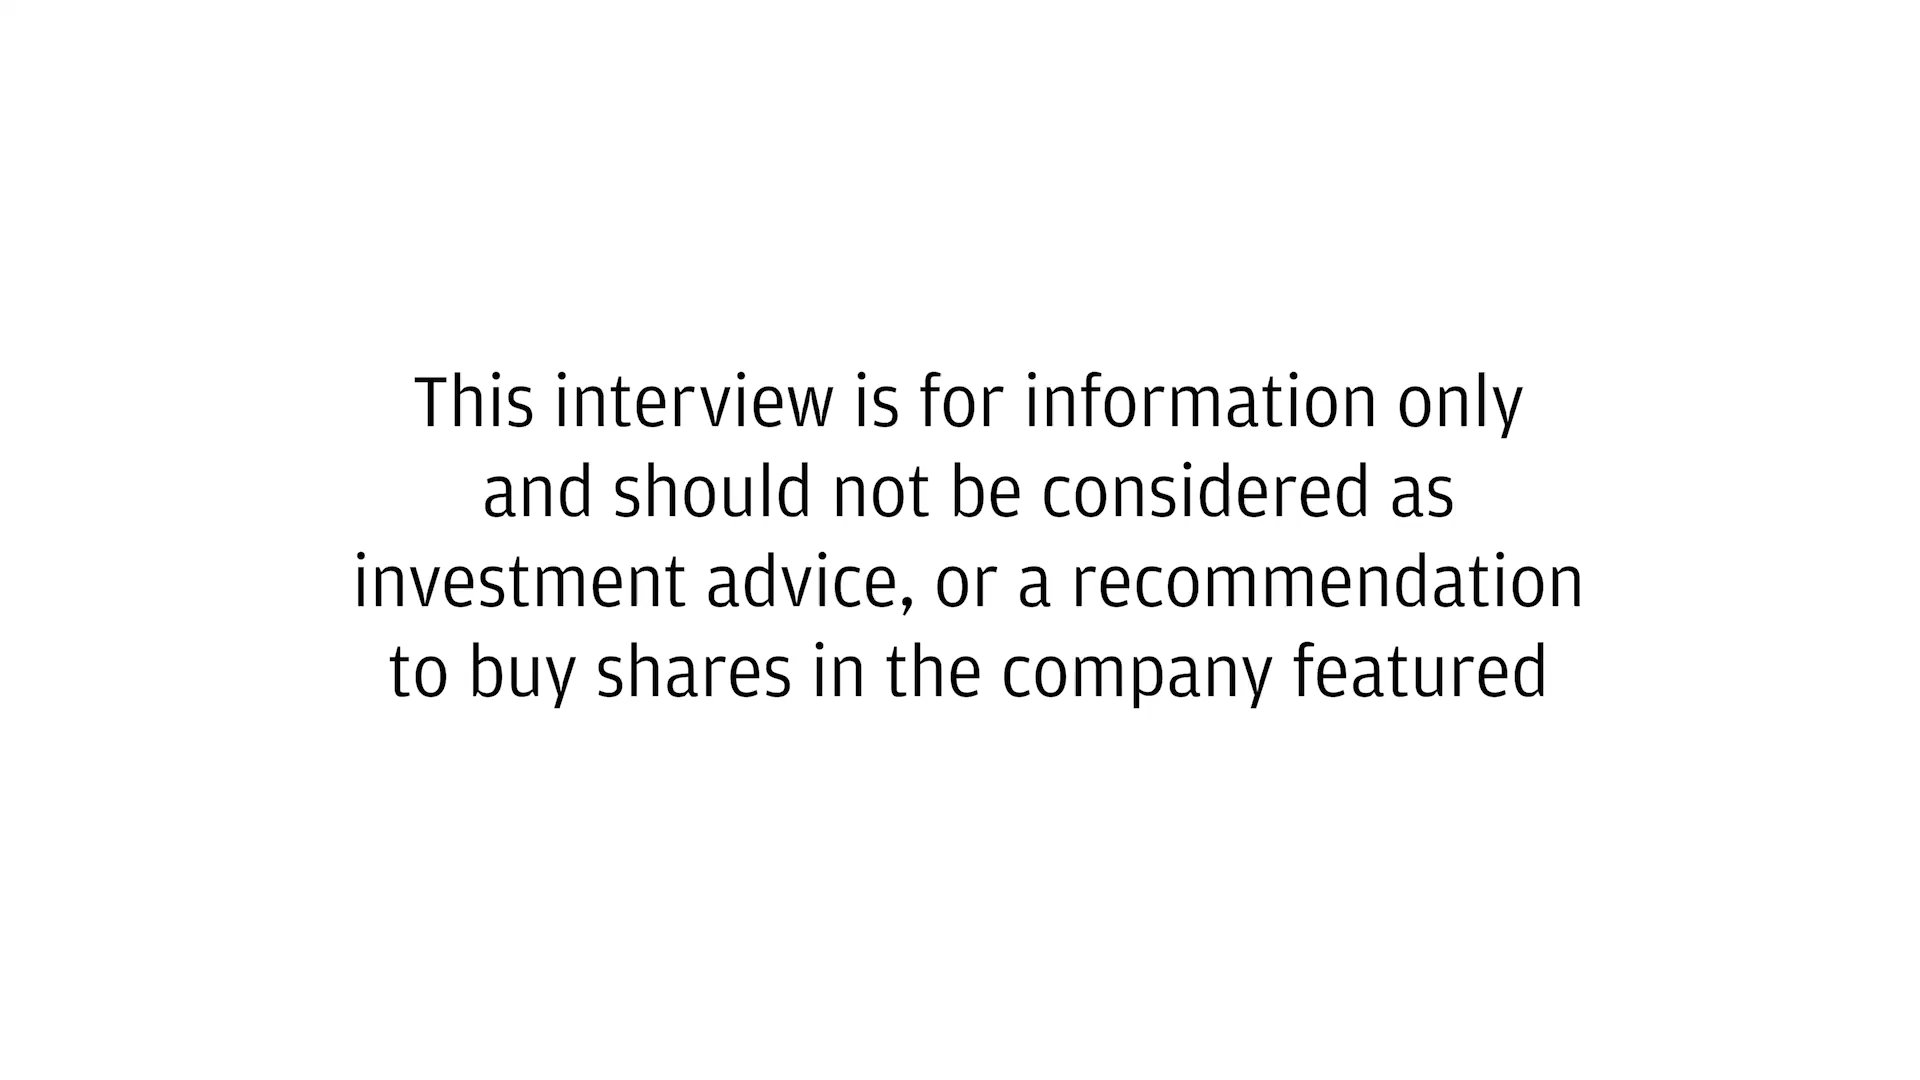 This interview is for information only
and should not be considered as
investment advice, or a recommendation
to buy shares in the company featured